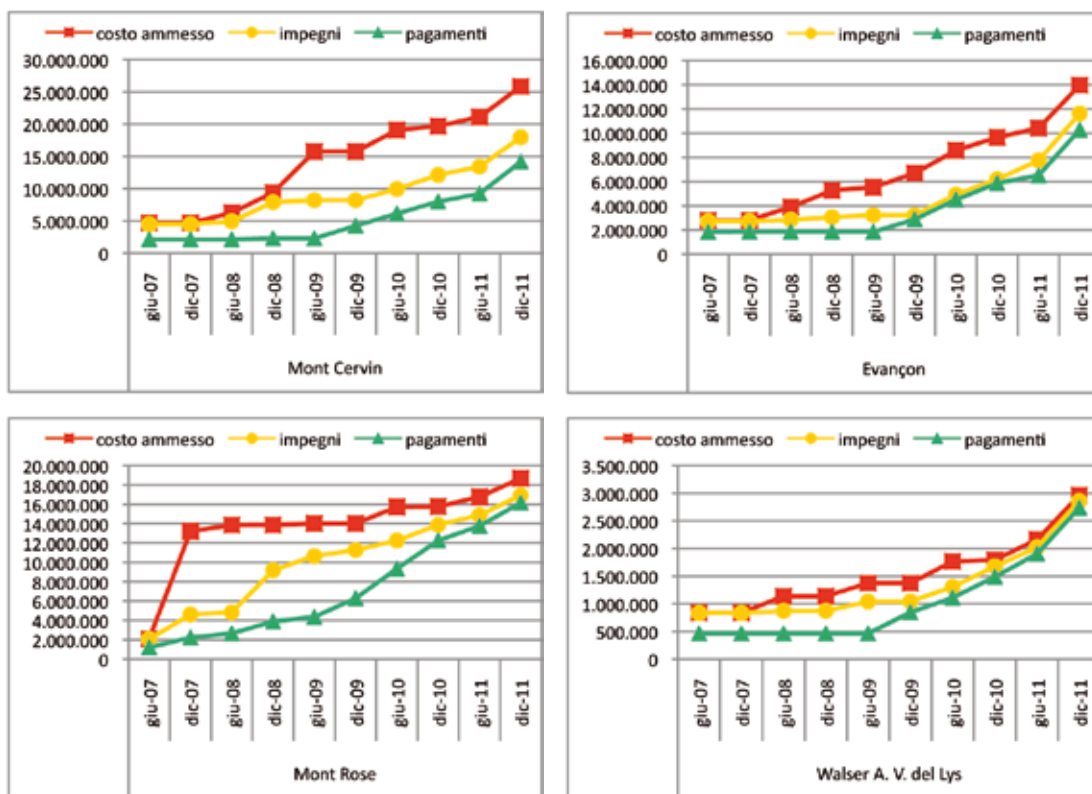 costo ammesso impegni pagamenti
30.000.000
25.000.000
20.000.000
15.000.000
10.000.000
5.000.000
0
giu-07 dic-07 giu-08 dic-08 giu-09 dic-09 giu-10 dic-10 giu-11 dic-11
Mont Cervin
costo ammesso impegni pagamenti
16.000.000
14.000.000
12.000.000
10.000.000
8.000.000
6.000.000
4.000.000
2.000.000
0
giu-07 dic-07 giu-08 dic-08 giu-09 dic-09 giu-10 dic-10 giu-11 dic-11
Evançon
costo ammesso impegni pagamenti
20.000.000
18.000.000
16.000.000
14.000.000
12.000.000
10.000.000
8.000.000
6.000.000
4.000.000
2.000.000
0
giu-07 dic-07 giu-08 dic-08 giu-09 dic-09 giu-10 dic-10 giu-11 dic-11
Mont Rose
costo ammesso impegni pagamenti
3.500.000
3.000.000
2.500.000
2.000.000
1.500.000
1.000.000
500.000
0
giu-07 dic-07 giu-08 dic-08 giu-09 dic-09 giu-10 dic-10 giu-11 dic-11
Walser A. V. del Lys